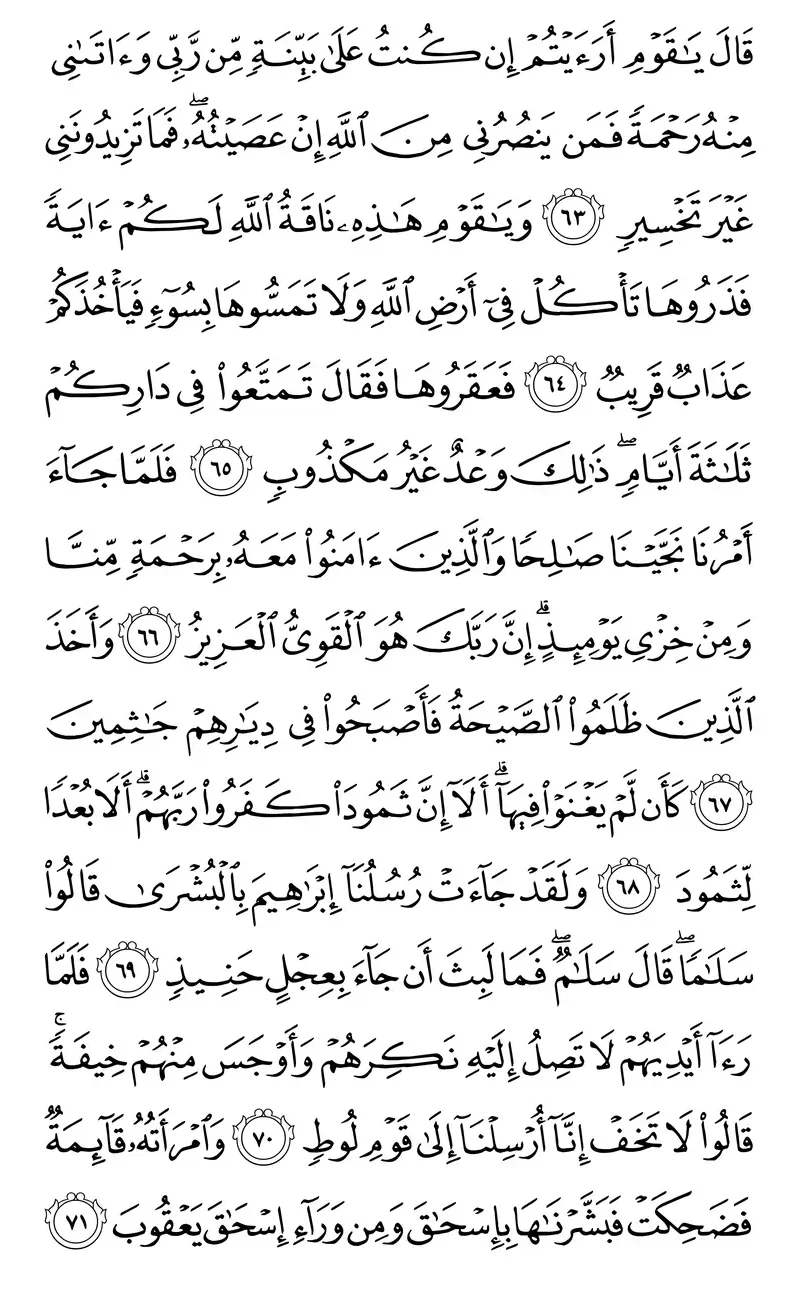 قَالَ يَـٰقَوْمِ أَرَءَيْتُمْ إِن كُنتُ عَلَىٰ بَيِّنَةٍ مِّن رَّبِّى وَءَاتَىٰنِى
مِنْهُ رَحْمَةً فَمَن يَنصُرُنِى مِنَ ٱللَّهِ إِنْ عَصَيْتُهُۥ ۖ فَمَا تَزِيدُونَنِى
غَيْرَ تَخْسِيرٍ ٦٣ وَيَـٰقَوْمِ هَـٰذِهِۦ نَاقَةُ ٱللَّهِ لَكُمْ ءَايَةً
فَذَرُوهَا تَأْكُلْ فِىٓ أَرْضِ ٱللَّهِ وَلَا تَمَسُّوهَا بِسُوٓءٍ فَيَأْخُذَكُمْ
عَذَابٌ قَرِيبٌ ٦٤ فَعَقَرُوهَا فَقَالَ تَمَتَّعُوا۟ فِى دَارِكُمْ
ثَلَـٰثَةَ أَيَّامٍ ۖ ذَٰلِكَ وَعْدٌ غَيْرُ مَكْذُوبٍ ٦٥ فَلَمَّا جَآءَ
أَمْرُنَا نَجَّيْنَا صَـٰلِحًا وَٱلَّذِينَ ءَامَنُوا۟ مَعَهُۥ بِرَحْمَةٍ مِّنَّا
وَمِنْ خِزْىِ يَوْمِئِذٍ ۗ إِنَّ رَبَّكَ هُوَ ٱلْقَوِىُّ ٱلْعَزِيزُ ٦٦ وَأَخَذَ
ٱلَّذِينَ ظَلَمُوا۟ ٱلصَّيْحَةُ فَأَصْبَحُوا۟ فِى دِيَـٰرِهِمْ جَـٰثِمِينَ
٦٧ كَأَن لَّمْ يَغْنَوْا۟ فِيهَآ ۗ أَلَآ إِنَّ ثَمُودَا۟ كَفَرُوا۟ رَبَّهُمْ ۗ أَلَا بُعْدًا
لِّثَمُودَ ٦٨ وَلَقَدْ جَآءَتْ رُسُلُنَآ إِبْرَٰهِيمَ بِٱلْبُشْرَىٰ قَالُوا۟
سَلَـٰمًا ۖ قَالَ سَلَـٰمٌ ۖ فَمَا لَبِثَ أَن جَآءَ بِعِجْلٍ حَنِيذٍ ٦٩ فَلَمَّا
رَءَآ أَيْدِيَهُمْ لَا تَصِلُ إِلَيْهِ نَكِرَهُمْ وَأَوْجَسَ مِنْهُمْ خِيفَةً ۚ
قَالُوا۟ لَا تَخَفْ إِنَّآ أُرْسِلْنَآ إِلَىٰ قَوْمِ لُوطٍ ٧٠ وَٱمْرَأَتُهُۥ قَآئِمَةٌ
فَضَحِكَتْ فَبَشَّرْنَـٰهَا بِإِسْحَـٰقَ وَمِن وَرَآءِ إِسْحَـٰقَ يَعْقُوبَ ٧١